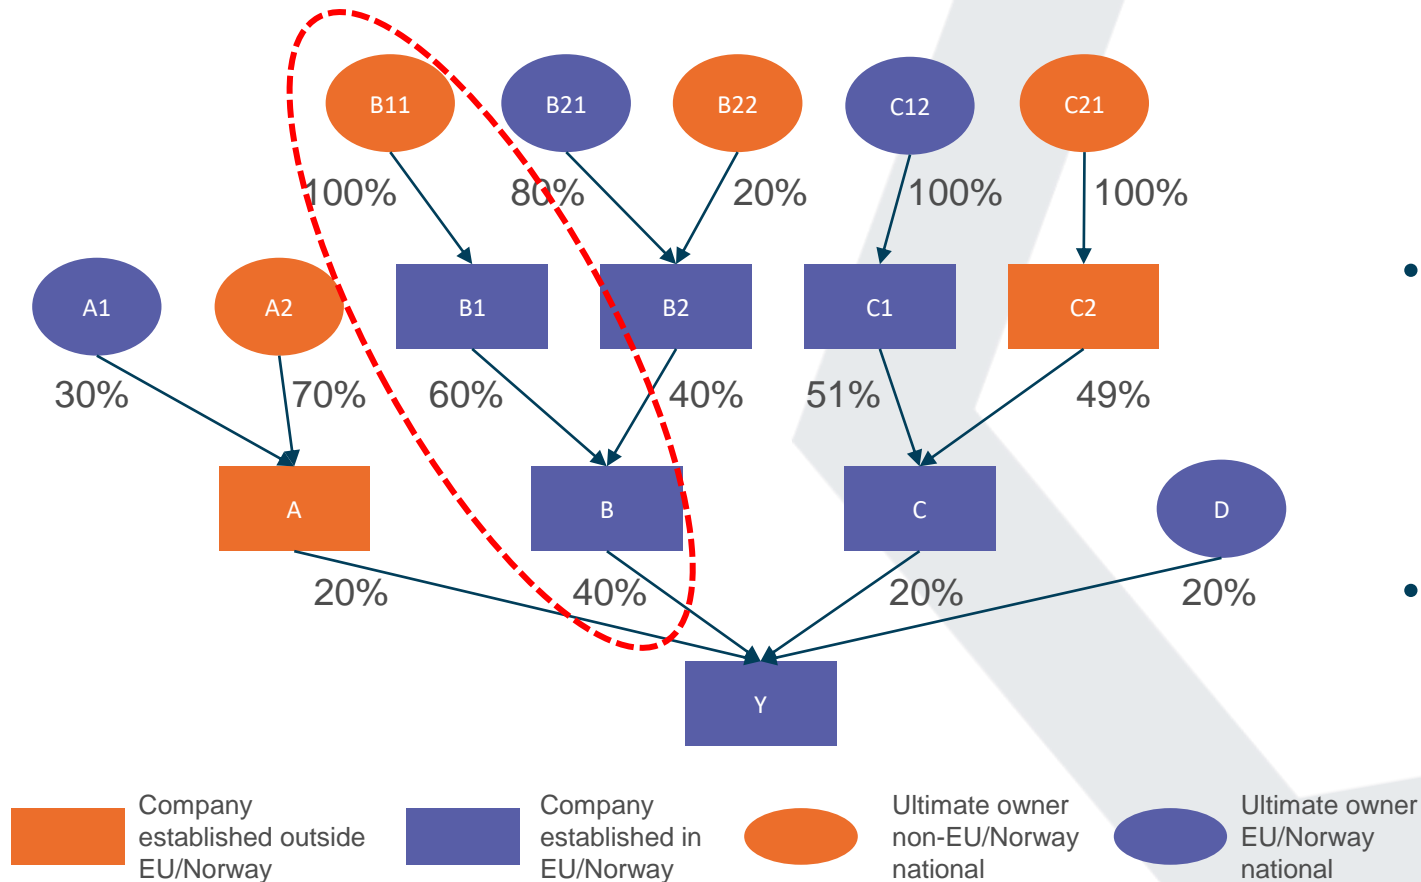 B11
B21
B22
C12
C21
100%
80%
20%
100%
100%
A1
A2
B1
B2
C1
C2
30%
70%
60%
40%
51%
49%
A
B
C
D
20%
40%
20%
20%
Y
Company
established outside
EU/Norway
Company
established in
EU/Norway
Ultimate owner
non-EU/Norway
national
Ultimate owner
EU/Norway
national